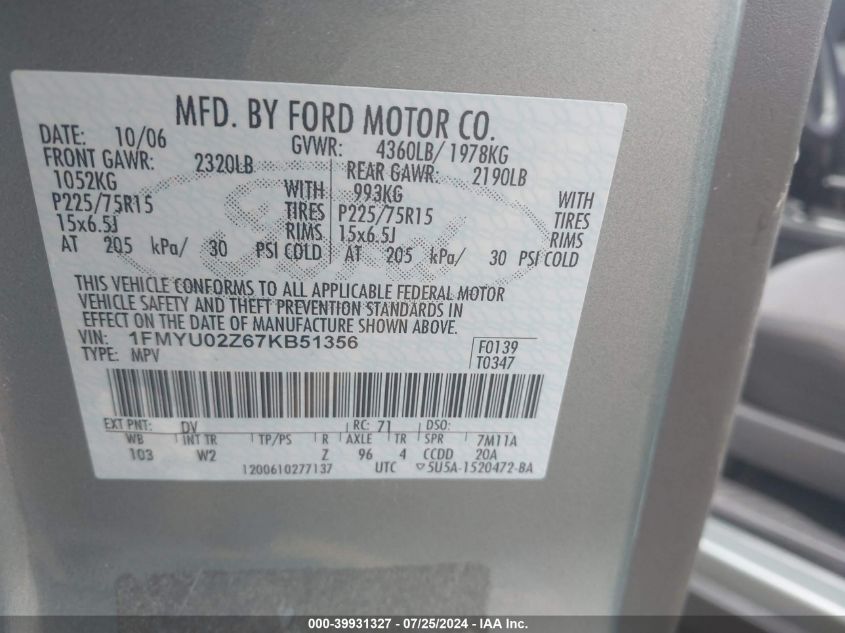 MFD. BY FORD MOTOR CO.
DATE: 10/06 GVWR: 4360LB/ 1978KG
FRONT GAWR: 2320LB REAR GAWR: 2190LB
1052KG WITH 993KG WITH
P225/75R15 TIRES P225/75R15 TIRES
15x6.5J RIMS 15x6.5J RIMS
AT 205 kPa/ 30 PSI COLD AT 205 kPa/ 30 PSI COLD
THIS VEHICLE CONFORMS TO ALL APPLICABLE FEDERAL MOTOR
VEHICLE SAFETY AND THEFT PREVENTION STANDARDS IN
EFFECT ON THE DATE OF MANUFACTURE SHOWN ABOVE.
VIN: 1FMYU02Z67KB51356 F0139
TYPE: MPV T0347
EXT PNT: DV RC: 71 DSO:
WB INT TR TP/PS R AXLE TR SPR 7M11A
103 W2 Z 96 4 CCDD 20A
1200610277137 UTC ▽5U5A-1520472-BA
000-39931327 / 07/25/2024 - IAA Inc.